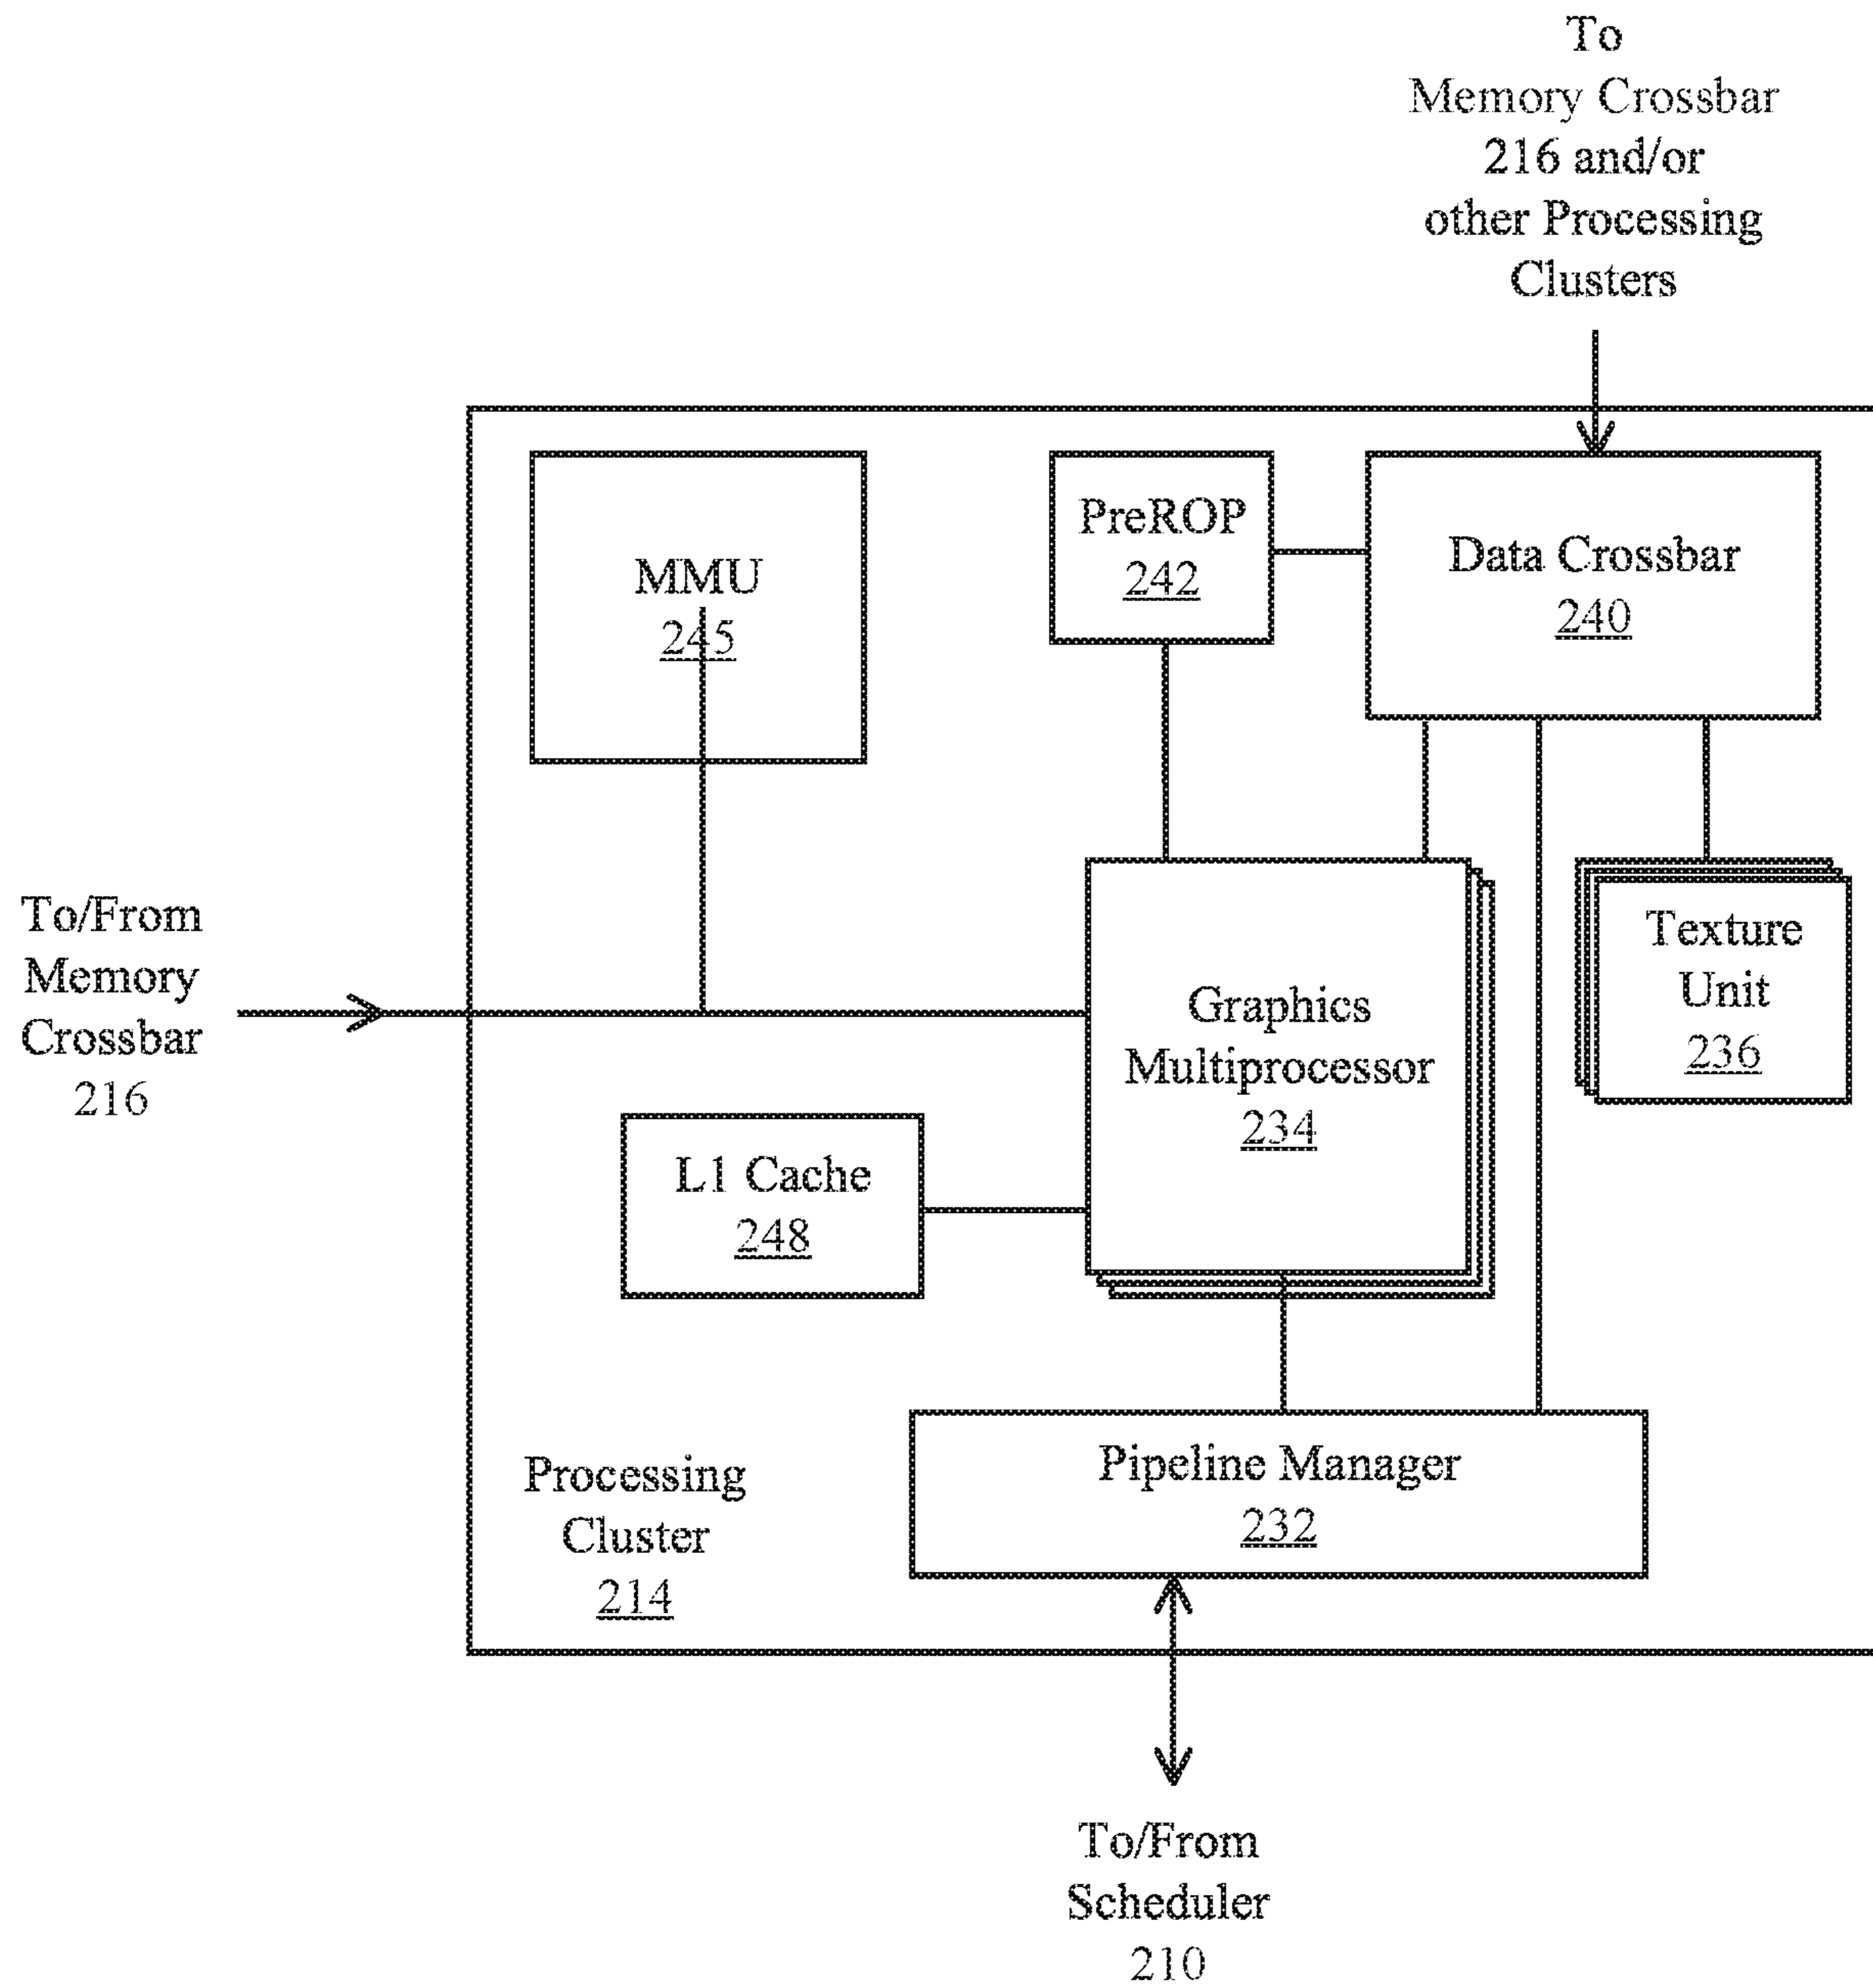 To
Memory Crossbar
216 and/or
other Processing
Clusters
MMU
245
PreROP
242
Data Crossbar
240
To/From
Memory
Crossbar
216
Graphics
Multiprocessor
234
Texture
Unit
236
L1 Cache
248
Processing
Cluster
214
Pipeline Manager
232
To/From
Scheduler
210